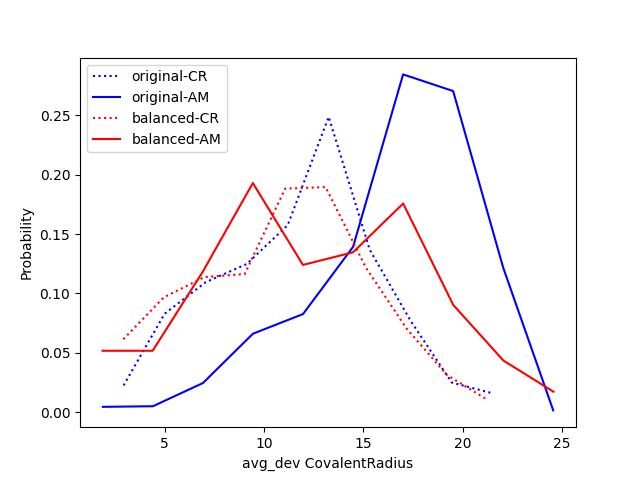 original-CR
original-AM
balanced-CR
balanced-AM
0.25
0.20
0.15
0.10
0.05
0.00
Probability
5 10 15 20 25
avg_dev CovalentRadius